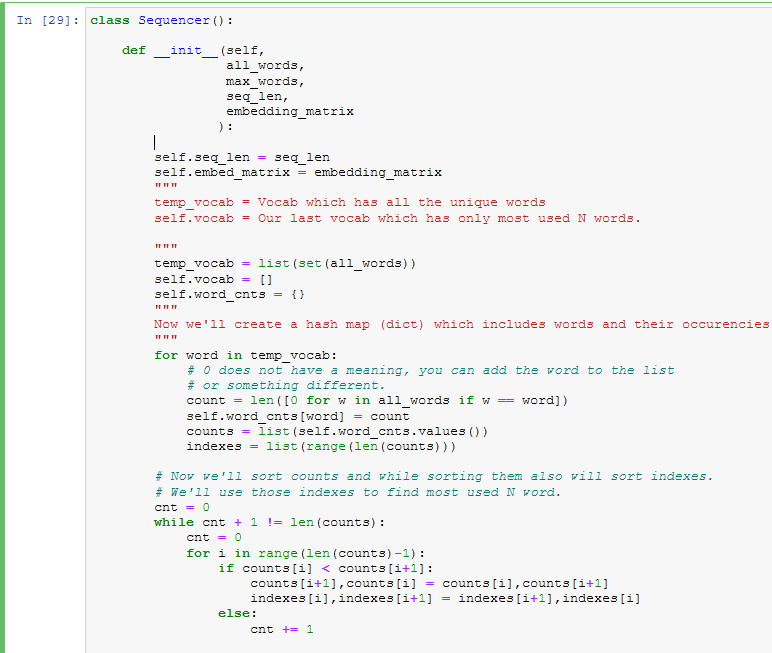 In [29]: class Sequencer():
def __init__(self,
all_words,
max_words,
seq_len,
embedding_matrix
):
self.seq_len = seq_len
self.embed_matrix = embedding_matrix
"""
temp_vocab = Vocab which has all the unique words
self.vocab = Our last vocab which has only most used N words.
"""
temp_vocab = list(set(all_words))
self.vocab = []
self.word_cnts = {}
"""
Now we'll create a hash map (dict) which includes words and their occurencies
"""
for word in temp_vocab:
# 0 does not have a meaning, you can add the word to the list
# or something different.
count = len([0 for w in all_words if w == word])
self.word_cnts[word] = count
counts = list(self.word_cnts.values())
indexes = list(range(len(counts)))
# Now we'll sort counts and while sorting them also will sort indexes.
# We'll use those indexes to find most used N word.
cnt = 0
while cnt + 1 != len(counts):
cnt = 0
for i in range(len(counts)-1):
if counts[i] < counts[i+1]:
counts[i+1],counts[i] = counts[i],counts[i+1]
indexes[i],indexes[i+1] = indexes[i+1],indexes[i]
else:
cnt += 1